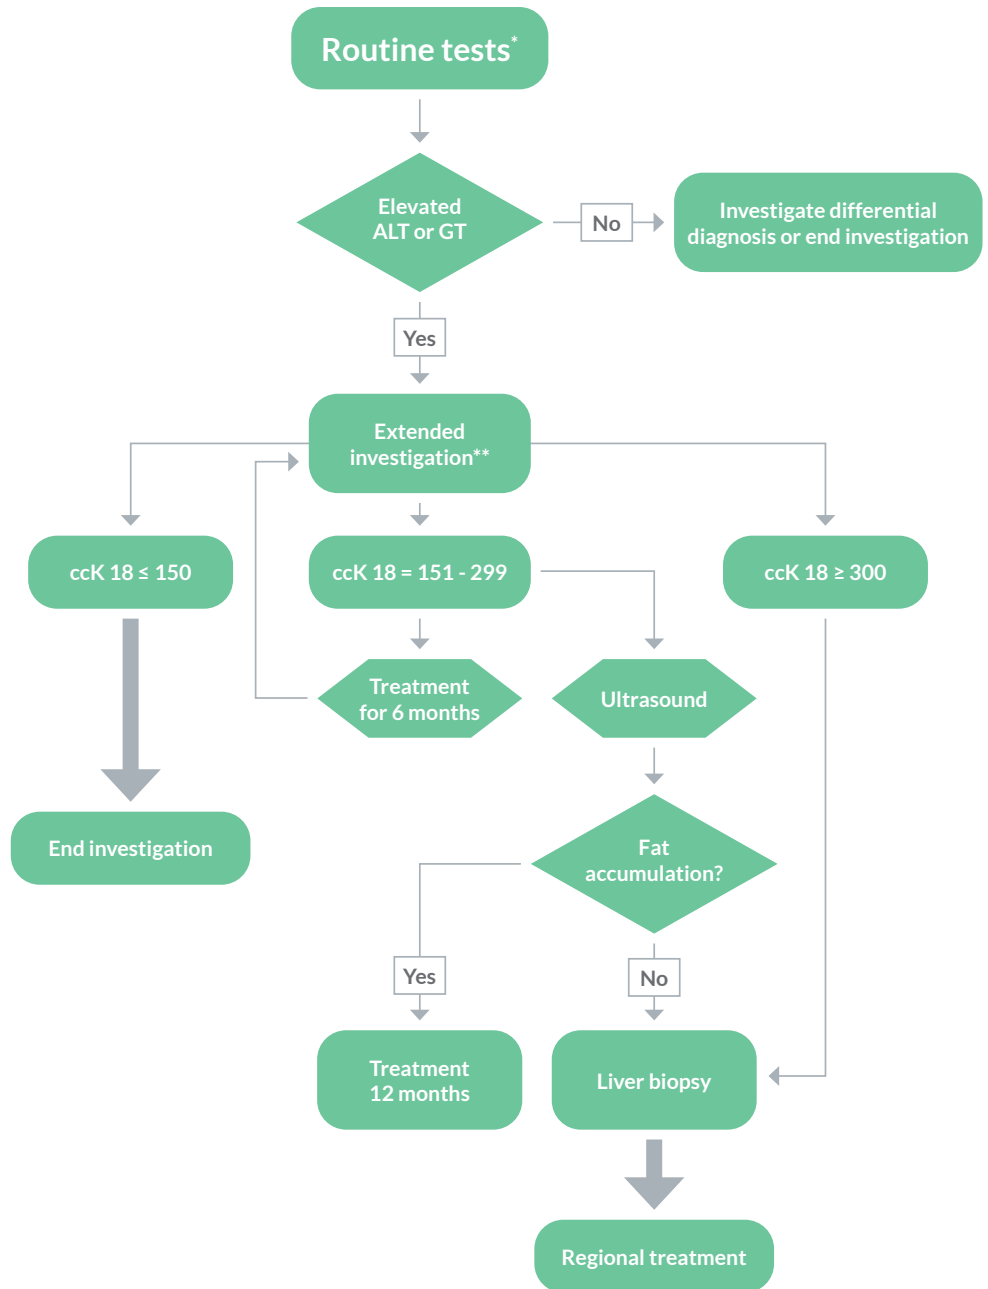 Routine tests*
Elevated
ALT or GT
No
Investigate differential
diagnosis or end investigation
Yes
Extended
investigation**
ccK 18 ≤ 150
ccK 18 = 151 - 299
ccK 18 ≥ 300
Treatment
for 6 months
Ultrasound
End investigation
Fat
accumulation?
Yes
No
Treatment
12 months
Liver biopsy
Regional treatment